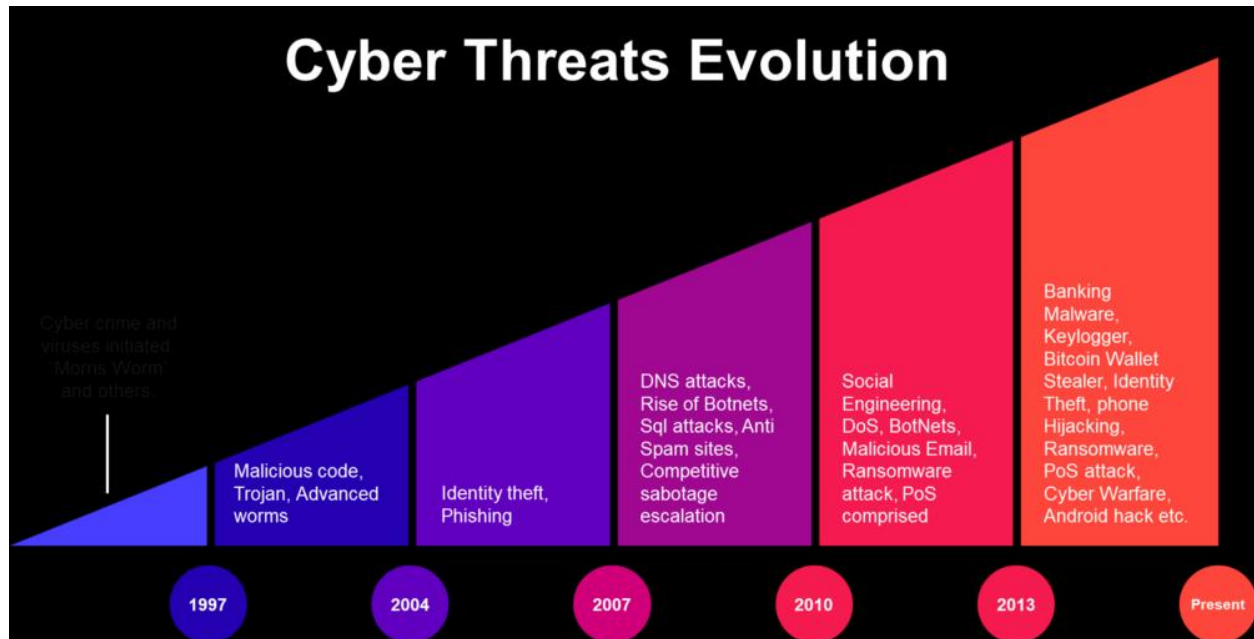 Cyber Threats Evolution
Cyber crime and
viruses initiated
"Morris Worm"
and others.
Malicious code,
Trojan, Advanced
worms
Identity theft,
Phishing
DNS attacks,
Rise of Botnets,
Sql attacks, Anti
Spam sites,
Competitive
sabotage
escalation
Social
Engineering,
DoS, BotNets,
Malicious Email,
Ransomware
attack, PoS
comprised
Banking
Malware,
Keylogger,
Bitcoin Wallet
Stealer, Identity
Theft, phone
Hijacking,
Ransomware,
PoS attack,
Cyber Warfare,
Android hack etc.
1997
2004
2007
2010
2013
Present